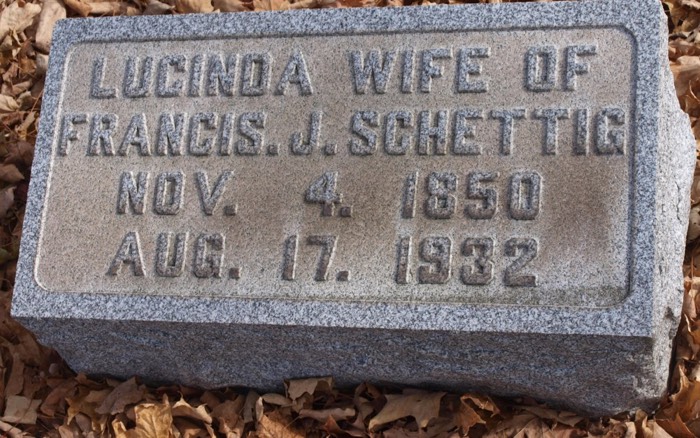 LUCINDA WIFE OF
FRANCIS. J. SCHETTIG
NOV. 4. 1850
AUG. 17. 1932